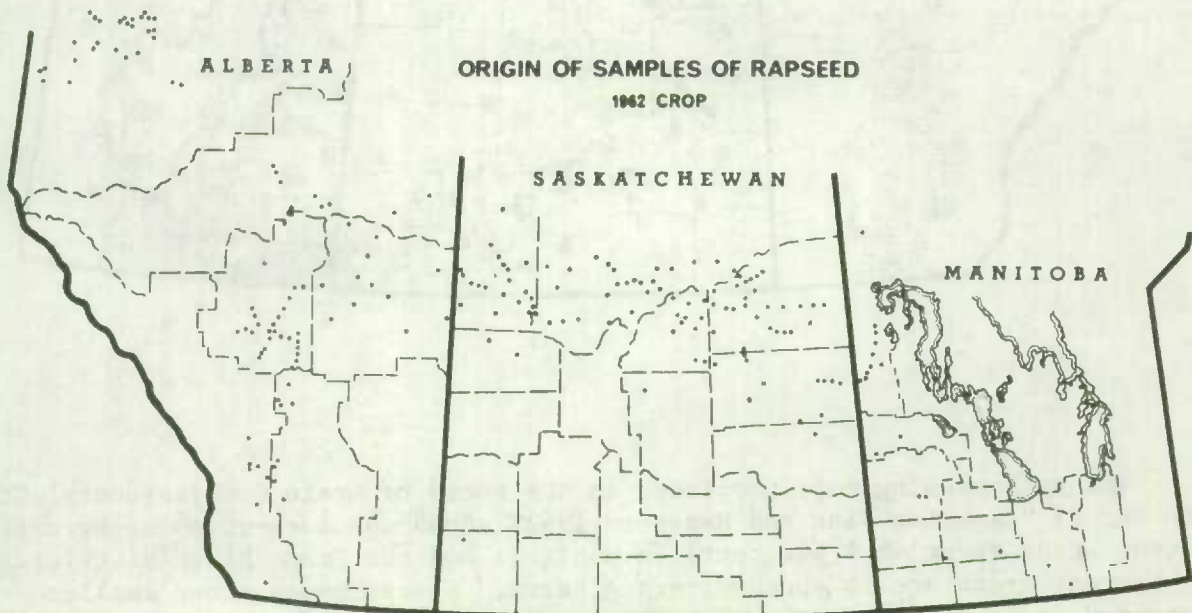 ALBERTA
ORIGIN OF SAMPLES OF RAPSEED
1962 CROP
SASKATCHEWAN
MANITOBA